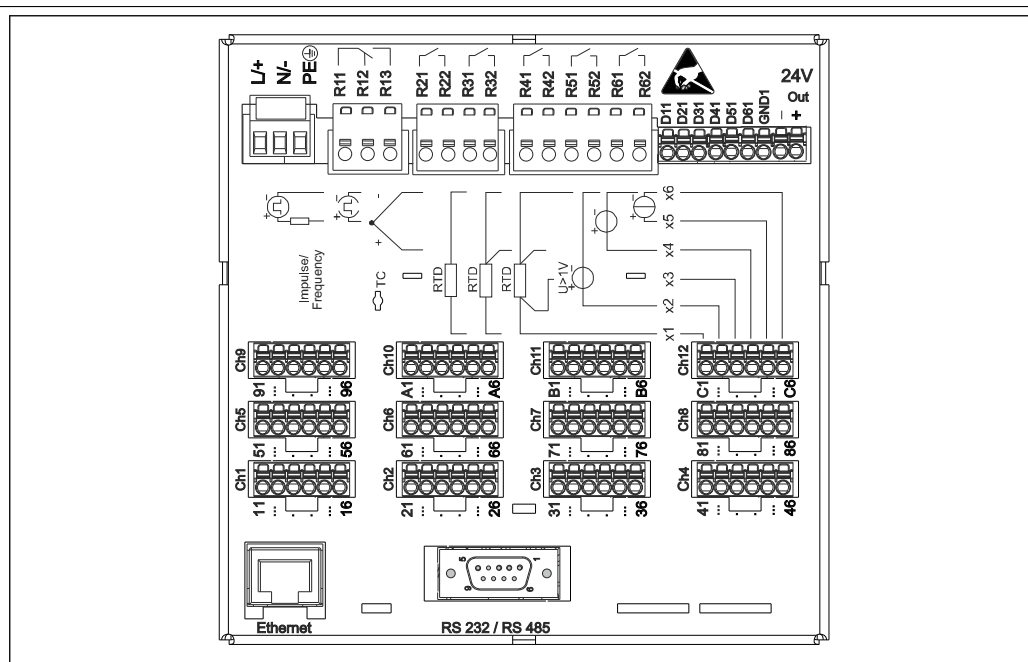 L/+ N/- PE
R11 R12 R13
R21 R22 R31 R32
R41 R42 R51 R52 R61 R62
D11 D21 D31 D41 D51 D61 GND1 - +
24V
Out
+ -
+ -
- +
Impulse/
Frequency
TC
RTD
RTD
RTD
U>1V
+ -
+ -
+ -
x6
x5
x4
x3
x2
x1
Ch9 91 ... . . ... 96
Ch10 A1 ... . . ... A6
Ch11 B1 ... . . ... B6
Ch12 C1 ... . . ... C6
Ch5 51 ... . . ... 56
Ch6 61 ... . . ... 66
Ch7 71 ... . . ... 76
Ch8 81 ... . . ... 86
Ch1 11 ... . . ... 16
Ch2 21 ... . . ... 26
Ch3 31 ... . . ... 36
Ch4 41 ... . . ... 46
5 1
9 6
Ethernet
RS 232 / RS 485